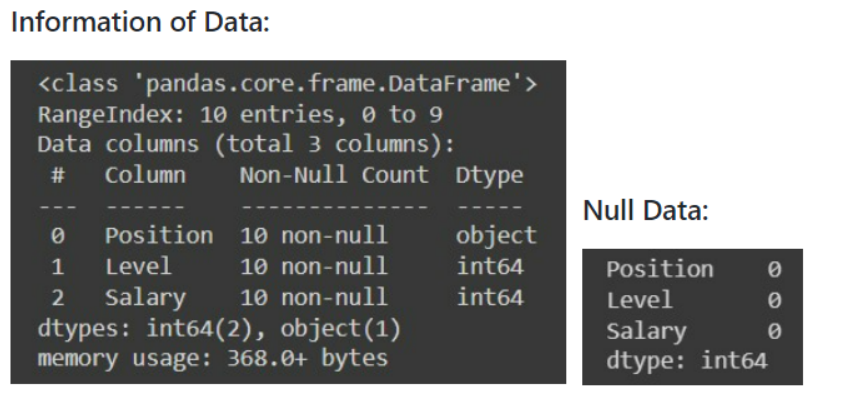 Information of Data:
<class 'pandas.core.frame.DataFrame'>
RangeIndex: 10 entries, 0 to 9
Data columns (total 3 columns):
#   Column    Non-Null Count  Dtype
---  ------    --------------  -----
0   Position  10 non-null     object
1   Level     10 non-null     int64
2   Salary    10 non-null     int64
dtypes: int64(2), object(1)
memory usage: 368.0+ bytes
Null Data:
Position    0
Level       0
Salary      0
dtype: int64